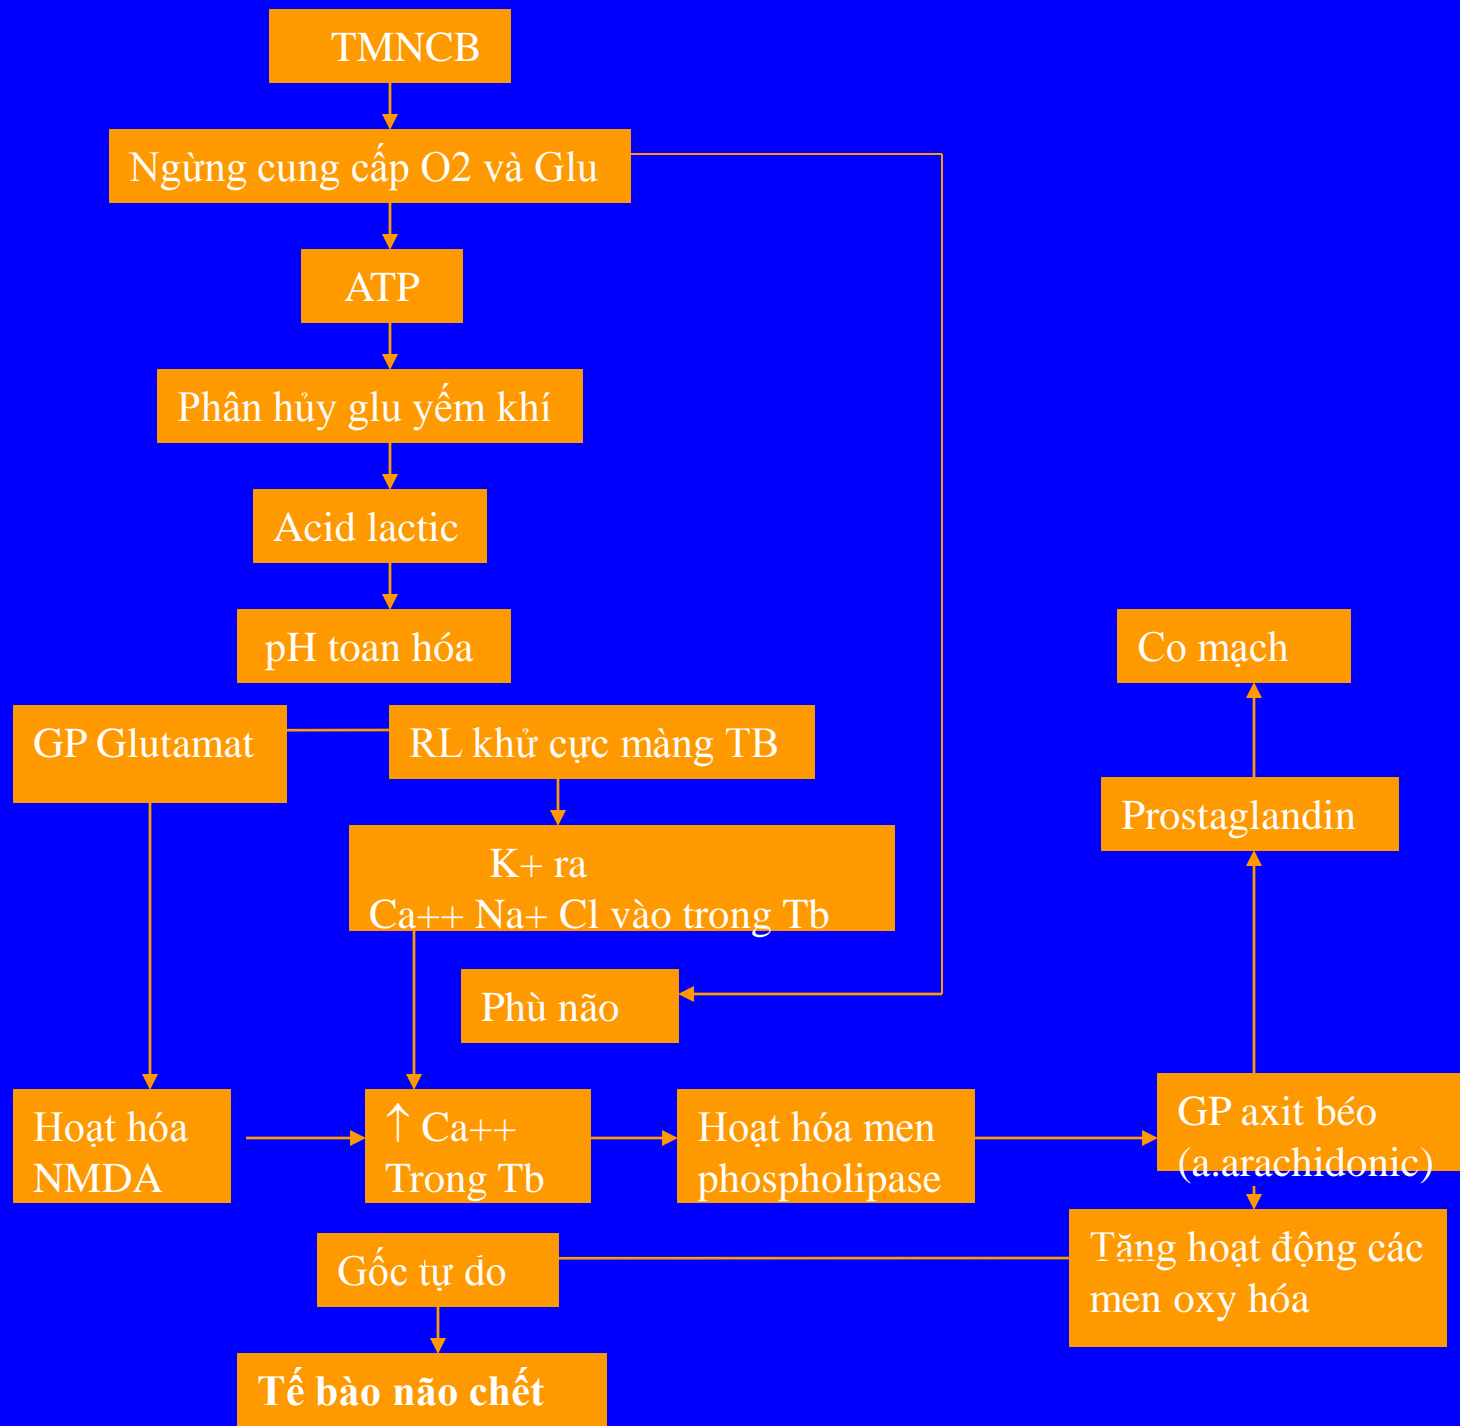 TMNCB
Ngừng cung cấp O2 và Glu
ATP
Phân hủy glu yếm khí
Acid lactic
pH toan hóa
Co mạch
GP Glutamat
RL khử cực màng TB
Prostaglandin
K+ ra
Ca++ Na+ Cl vào trong Tb
Phù não
Hoạt hóa
NMDA
↑ Ca++
Trong Tb
Hoạt hóa men
phospholipase
GP axit béo
(a.arachidonic)
Tăng hoạt động các
men oxy hóa
Gốc tự do
Tế bào não chết